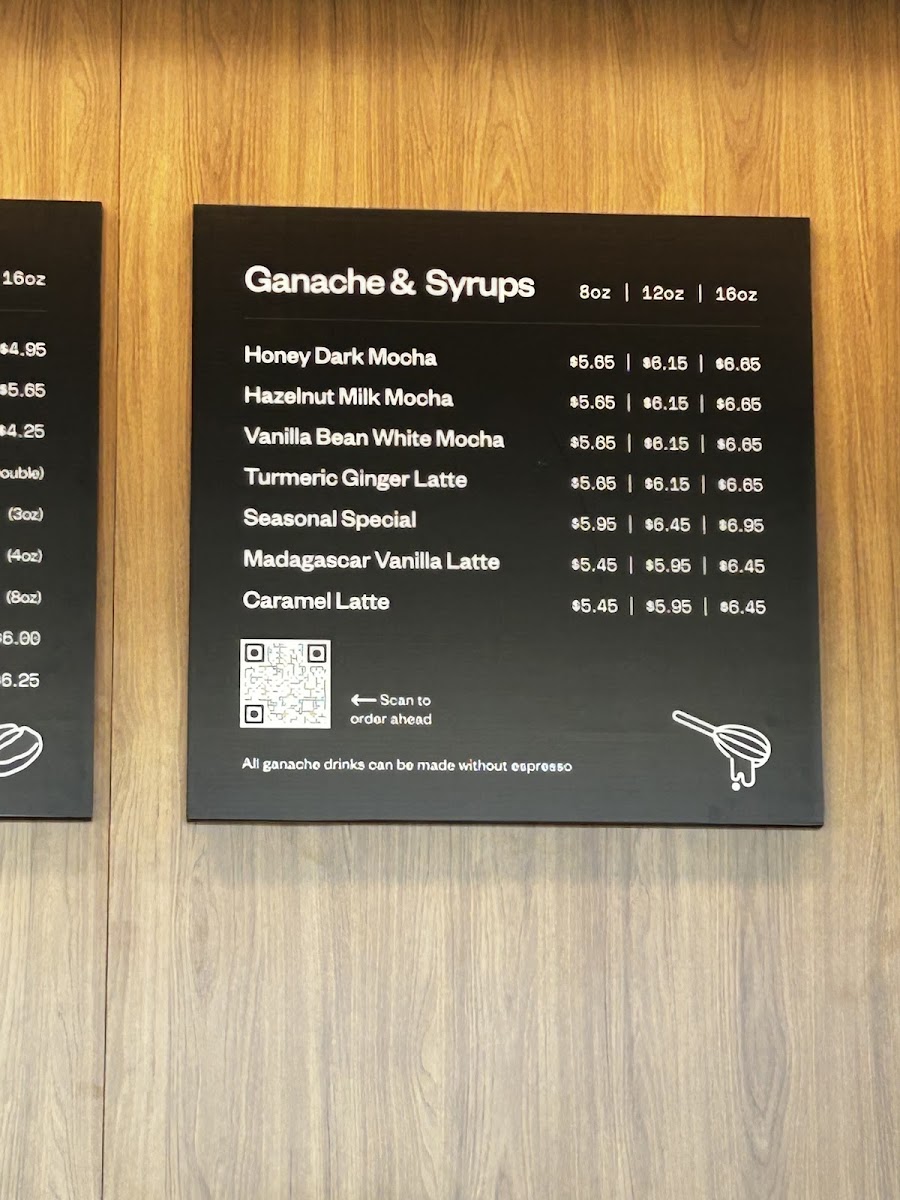 16oz
$4.95
$5.65
$4.25
(3oz)
(4oz)
(8oz)
$6.00
6.25
Ganache & Syrups 8oz | 12oz | 16oz
Honey Dark Mocha $5.65 | $6.15 | $6.65
Hazelnut Milk Mocha $5.65 | $6.15 | $6.65
Vanilla Bean White Mocha $5.65 | $6.15 | $6.65
Turmeric Ginger Latte $5.65 | $6.15 | $6.65
Seasonal Special $5.95 | $6.45 | $6.95
Madagascar Vanilla Latte $5.45 | $5.95 | $6.45
Caramel Latte $5.45 | $5.95 | $6.45
← Scan to
order ahead
All ganache drinks can be made without espresso